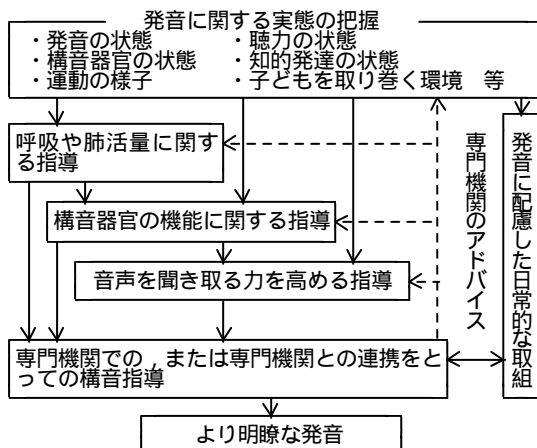 発音に関する実態の把握
・発音の状態
・聴力の状態
・構音器官の状態
・知的発達の状態
・運動の様子
・子どもを取り巻く環境　等
呼吸や肺活量に関す
る指導
構音器官の機能に関する指導
音声を聞き取る力を高める指導
専門機関のアドバイス
発音に配慮した日常的な取組
専門機関での，または専門機関との連携をと
っての構音指導
より明瞭な発音